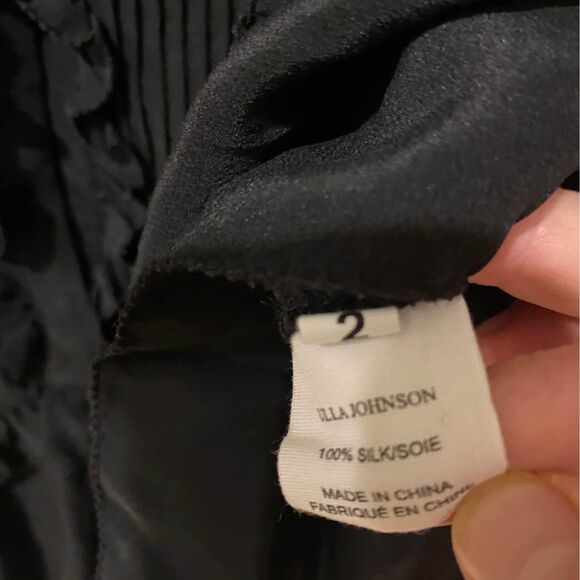 2
ULLA JOHNSON
100% SILK/SOIE
MADE IN CHINA
FABRIQUÉ EN CHINE